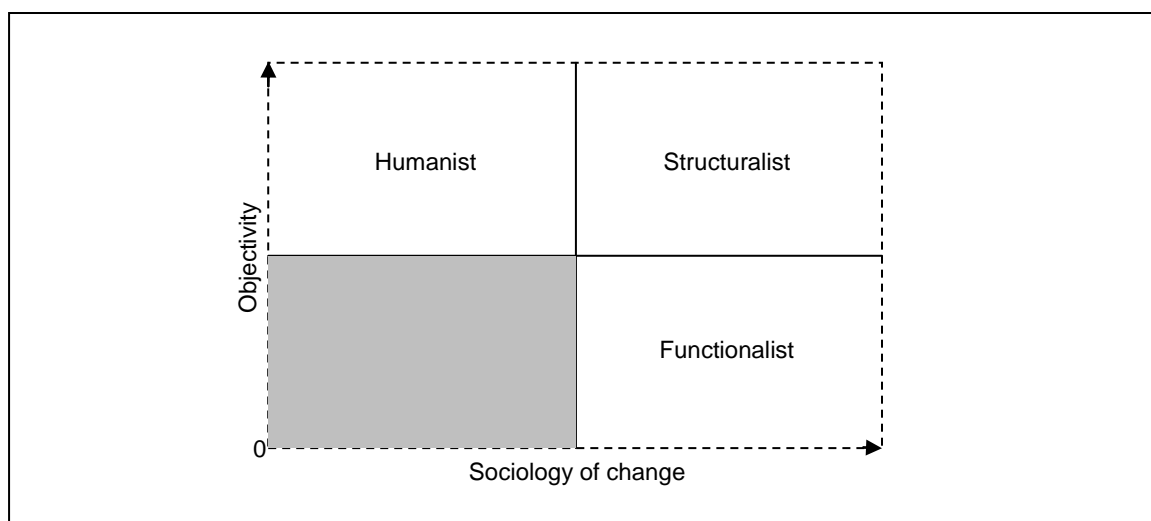 Humanist
Structuralist
Objectivity
Functionalist
0
Sociology of change